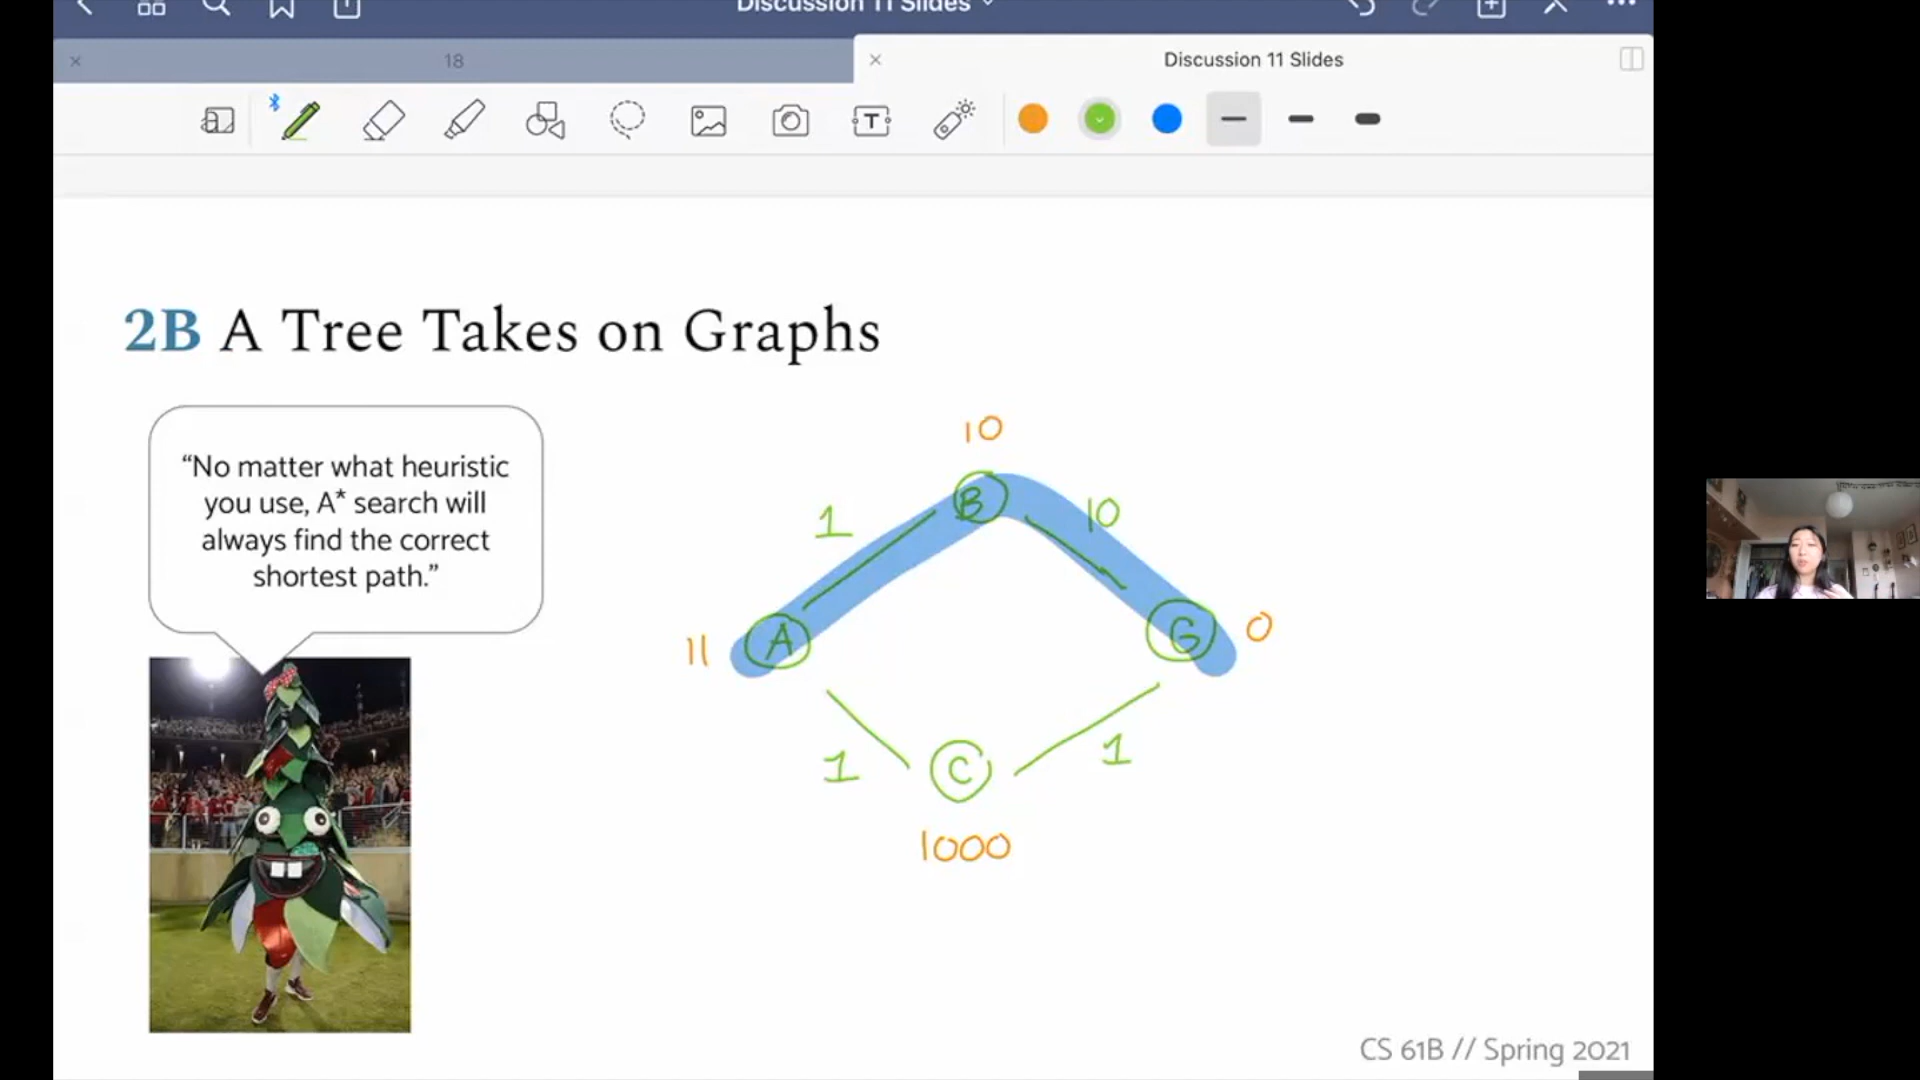 Discussion 11 Slides
18
Discussion 11 Slides
T
2B A Tree Takes on Graphs
“No matter what heuristic
you use, A* search will
always find the correct
shortest path.”
10
B
1
10
A
11
G
0
1
C
1
1000
CS 61B // Spring 2021